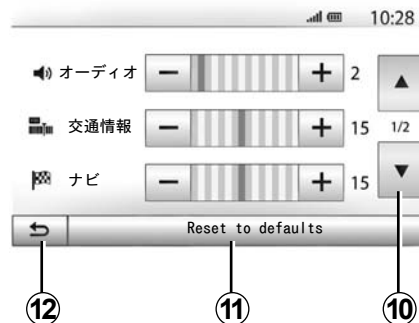 10:28
オーディオ − + 2 ▲
交通情報 − + 15 1/2
ナビ − + 15 ▼
Reset to defaults
12 11 10